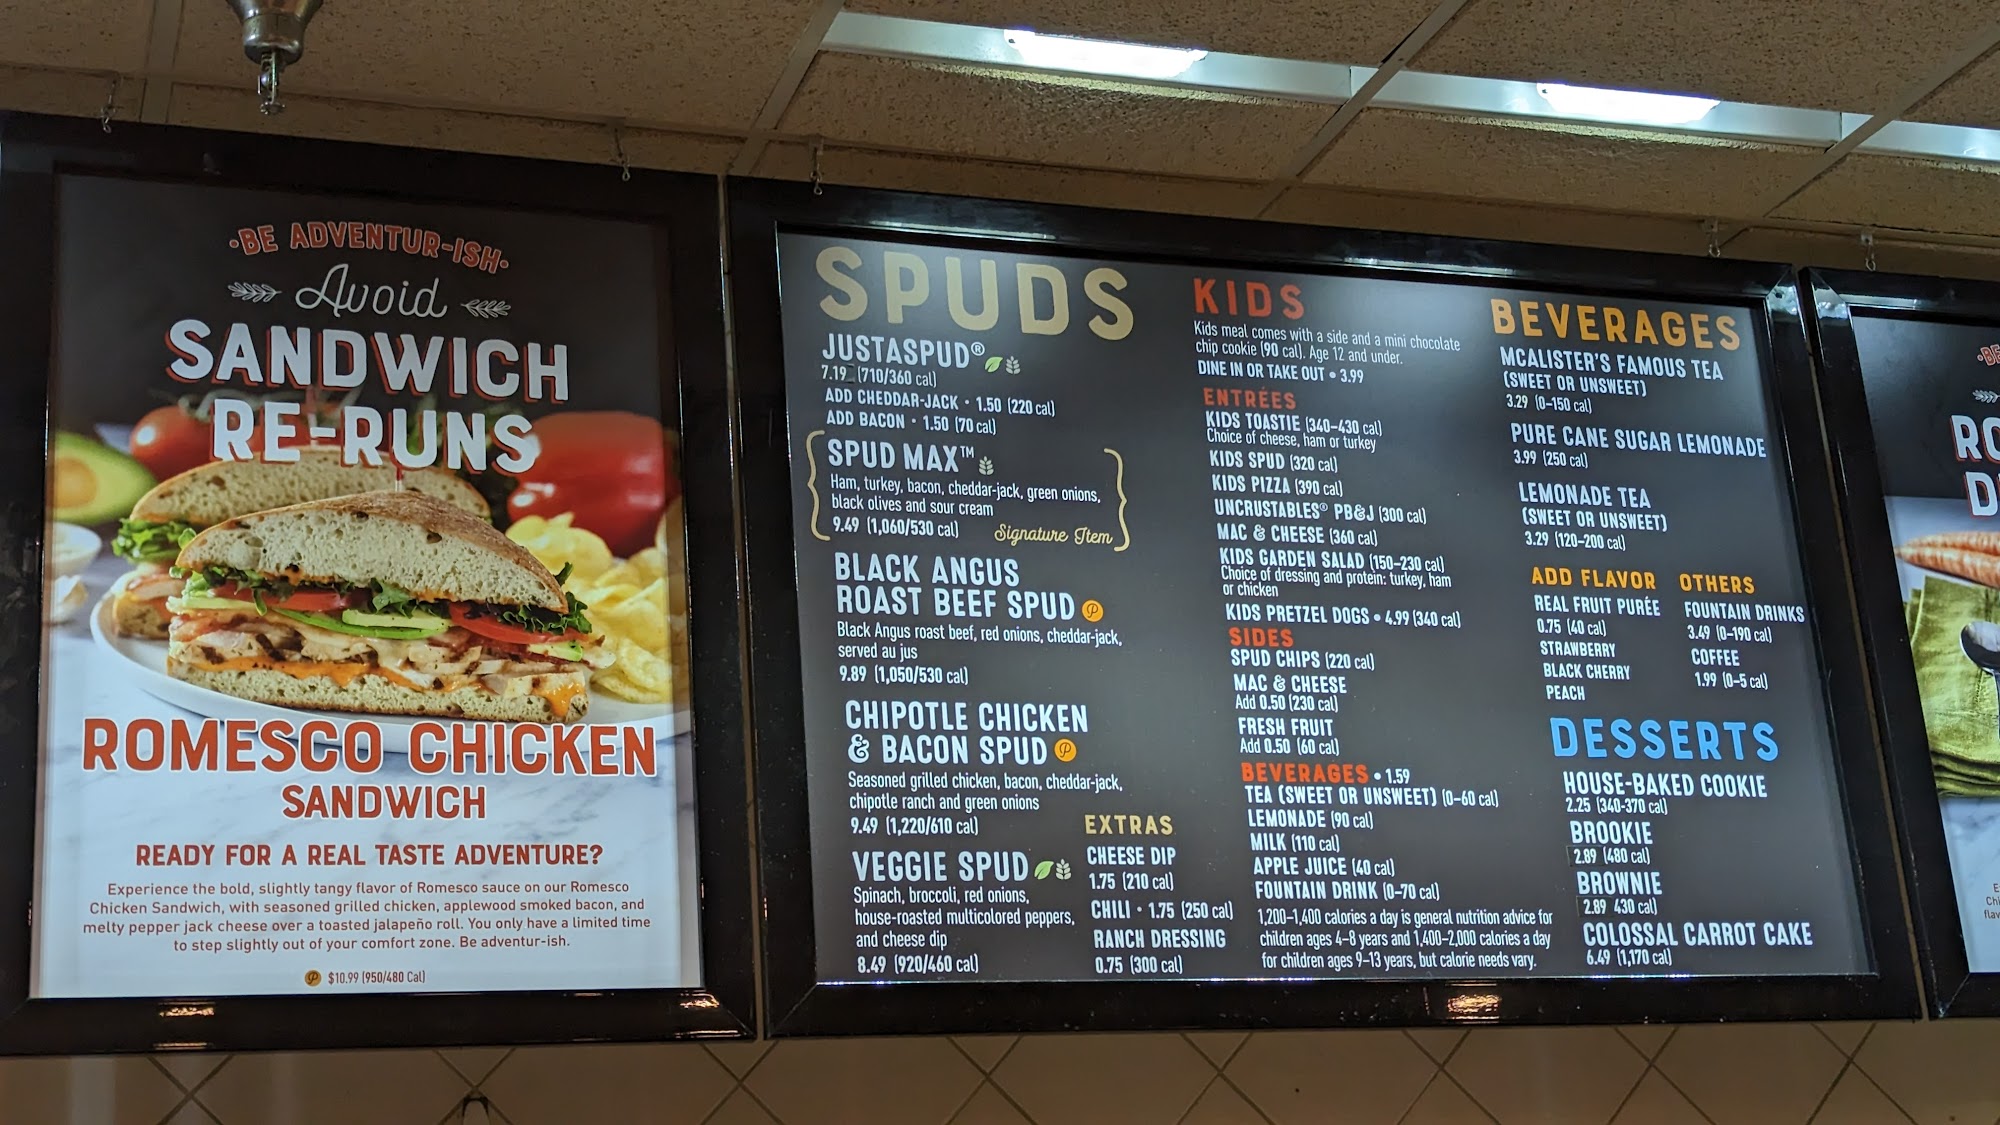 ·BE ADVENTUR-ISH·
Avoid
SANDWICH
RE-RUNS
ROMESCO CHICKEN
SANDWICH
READY FOR A REAL TASTE ADVENTURE?
Experience the bold, slightly tangy flavor of Romesco sauce on our Romesco
Chicken Sandwich, with seasoned grilled chicken, applewood smoked bacon, and
melty pepper jack cheese over a toasted jalapeño roll. You only have a limited time
to step slightly out of your comfort zone. Be adventur-ish.
P $10.99 (950/480 Cal)
SPUDS
JUSTASPUD®
7.19 (710/360 cal)
ADD CHEDDAR-JACK • 1.50 (220 cal)
ADD BACON • 1.50 (70 cal)
SPUD MAX™
Ham, turkey, bacon, cheddar-jack, green onions,
black olives and sour cream
9.49 (1,060/530 cal) Signature Item
BLACK ANGUS
ROAST BEEF SPUD P
Black Angus roast beef, red onions, cheddar-jack,
served au jus
9.89 (1,050/530 cal)
CHIPOTLE CHICKEN
& BACON SPUD P
Seasoned grilled chicken, bacon, cheddar-jack,
chipotle ranch and green onions
9.49 (1,220/610 cal)
VEGGIE SPUD
Spinach, broccoli, red onions,
house-roasted multicolored peppers,
and cheese dip
8.49 (920/460 cal)
EXTRAS
CHEESE DIP
1.75 (210 cal)
CHILI • 1.75 (250 cal)
RANCH DRESSING
0.75 (300 cal)
KIDS
Kids meal comes with a side and a mini chocolate
chip cookie (90 cal). Age 12 and under.
DINE IN OR TAKE OUT • 3.99
ENTRÉES
KIDS TOASTIE (340-430 cal)
Choice of cheese, ham or turkey
KIDS SPUD (320 cal)
KIDS PIZZA (390 cal)
UNCRUSTABLES® PB&J (300 cal)
MAC & CHEESE (360 cal)
KIDS GARDEN SALAD (150-230 cal)
Choice of dressing and protein: turkey, ham
or chicken
KIDS PRETZEL DOGS • 4.99 (340 cal)
SIDES
SPUD CHIPS (220 cal)
MAC & CHEESE
Add 0.50 (230 cal)
FRESH FRUIT
Add 0.50 (60 cal)
BEVERAGES • 1.59
TEA (SWEET OR UNSWEET) (0-60 cal)
LEMONADE (90 cal)
MILK (110 cal)
APPLE JUICE (40 cal)
FOUNTAIN DRINK (0-70 cal)
1,200-1,400 calories a day is general nutrition advice for
children ages 4-8 years and 1,400-2,000 calories a day
for children ages 9-13 years, but calorie needs vary.
BEVERAGES
MCALISTER'S FAMOUS TEA
(SWEET OR UNSWEET)
3.29 (0-150 cal)
PURE CANE SUGAR LEMONADE
3.99 (250 cal)
LEMONADE TEA
(SWEET OR UNSWEET)
3.29 (120-200 cal)
ADD FLAVOR
REAL FRUIT PURÉE
0.75 (40 cal)
STRAWBERRY
BLACK CHERRY
PEACH
OTHERS
FOUNTAIN DRINKS
3.49 (0-190 cal)
COFFEE
1.99 (0-5 cal)
DESSERTS
HOUSE-BAKED COOKIE
2.25 (340-370 cal)
BROOKIE
2.89 (480 cal)
BROWNIE
2.89 430 cal)
COLOSSAL CARROT CAKE
6.49 (1,170 cal)